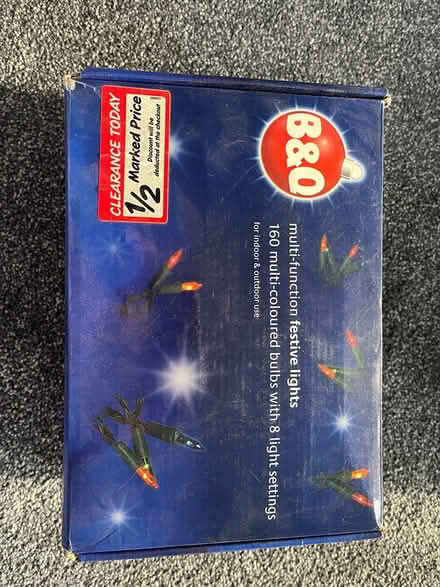 CLEARANCE TODAY
1/2 Marked Price
Discount will be
deducted at the checkout
B&Q
multi-function festive lights
160 multi-coloured bulbs with 8 light settings
for indoor & outdoor use